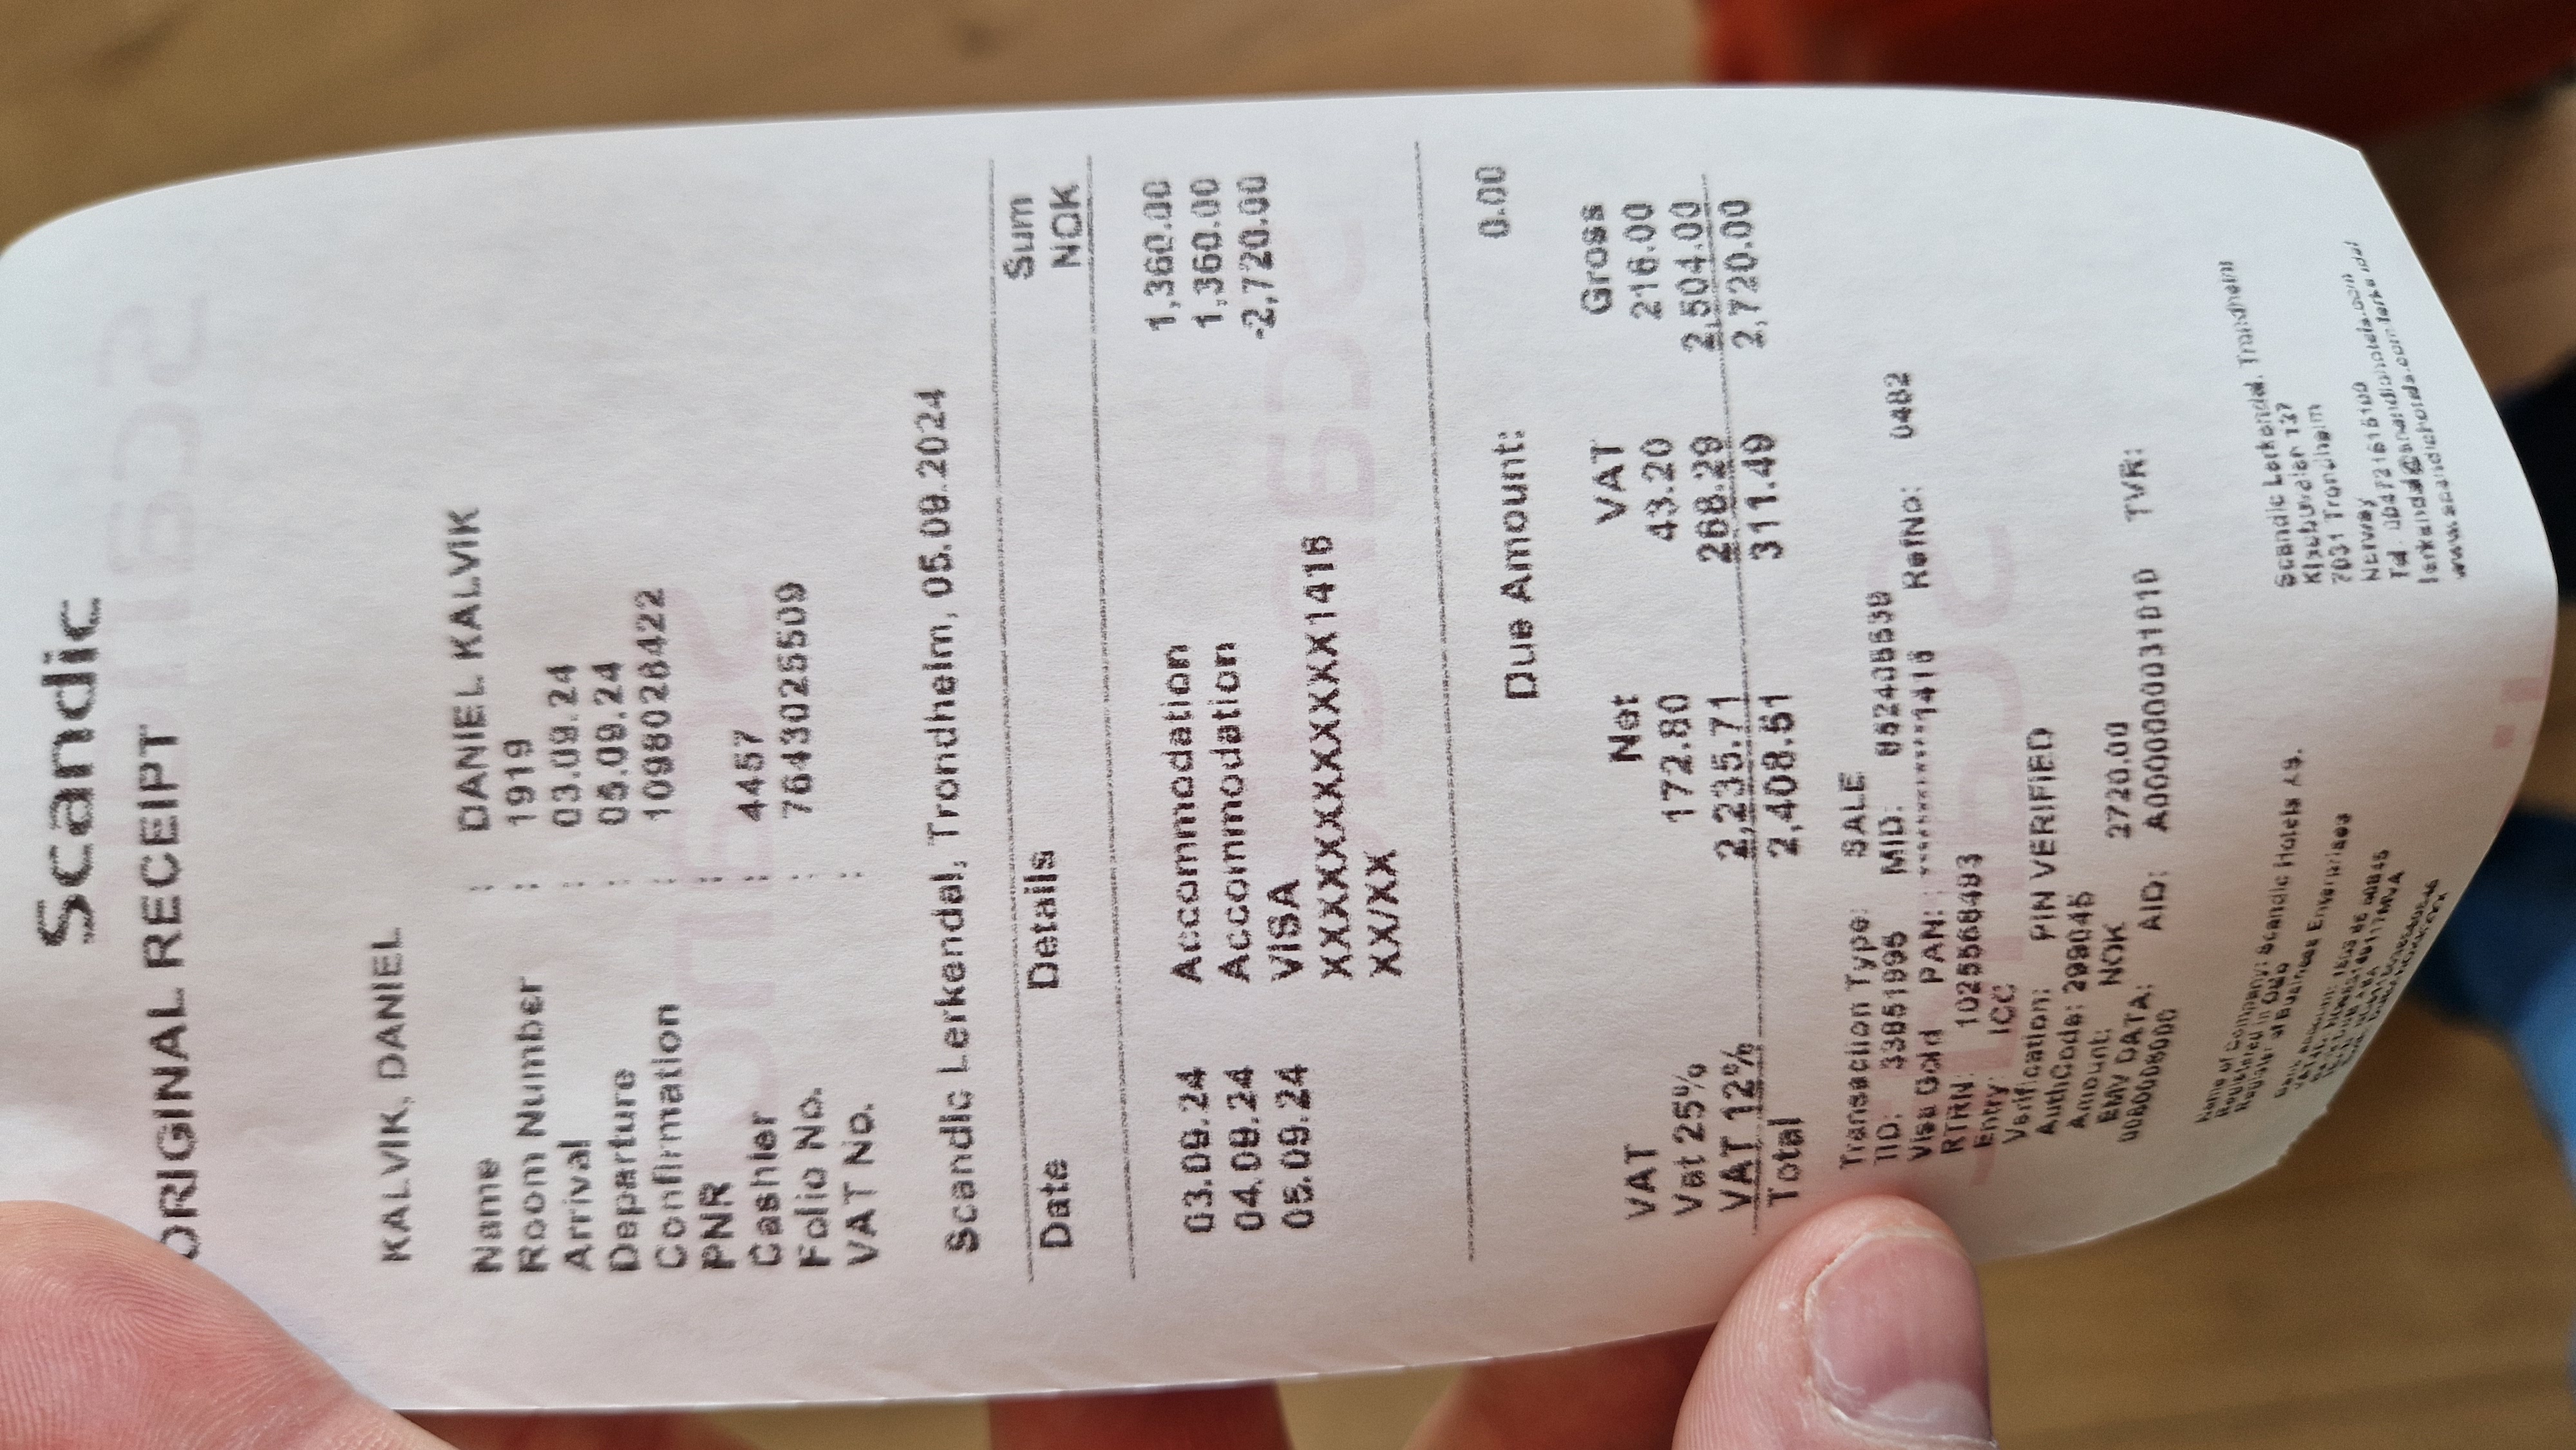 Scandic
ORIGINAL RECEIPT
KALVIK, DANIEL
Name : DANIEL KALVIK
Room Number : 1919
Arrival : 03.09.24
Departure : 05.09.24
Confirmation : 1098026422
PNR :
Cashier : 4457
Folio No. : 7643025509
VAT No. :
Scandic Lerkendal, Trondheim, 05.09.2024
Date Details Sum
NOK
03.09.24 Accommodation 1,360.00
04.09.24 Accommodation 1,360.00
05.09.24 VISA -2,720.00
XXXXXXXXXXXX1416
XX/XX
Due Amount: 0.00
VAT Net VAT Gross
Vat 25% 172.80 43.20 216.00
VAT 12% 2,235.71 268.29 2,504.00
Total 2,408.51 311.49 2,720.00
Transaction Type: SALE
TID: 33851995 MID:
Visa Gold PAN: ************1416 RefNo: 0482
RTRN: 1025568493
Entry: ICC
Verification: PIN VERIFIED
AuthCode: 299045
Amount: NOK 2720.00
EMV DATA: AID: A0000000031010 TVR:
0080008000
Name of Company: Scandic Hotels AS.
Registered in Oslo
Register of Business Enterprises
Bank account:
Scandic Lerkendal, Trondheim
Klæbuveien 127
7031 Trondheim
Norway
Tel
lerkendal@scandichotels.com
www.scandichotels.com/lerkendal